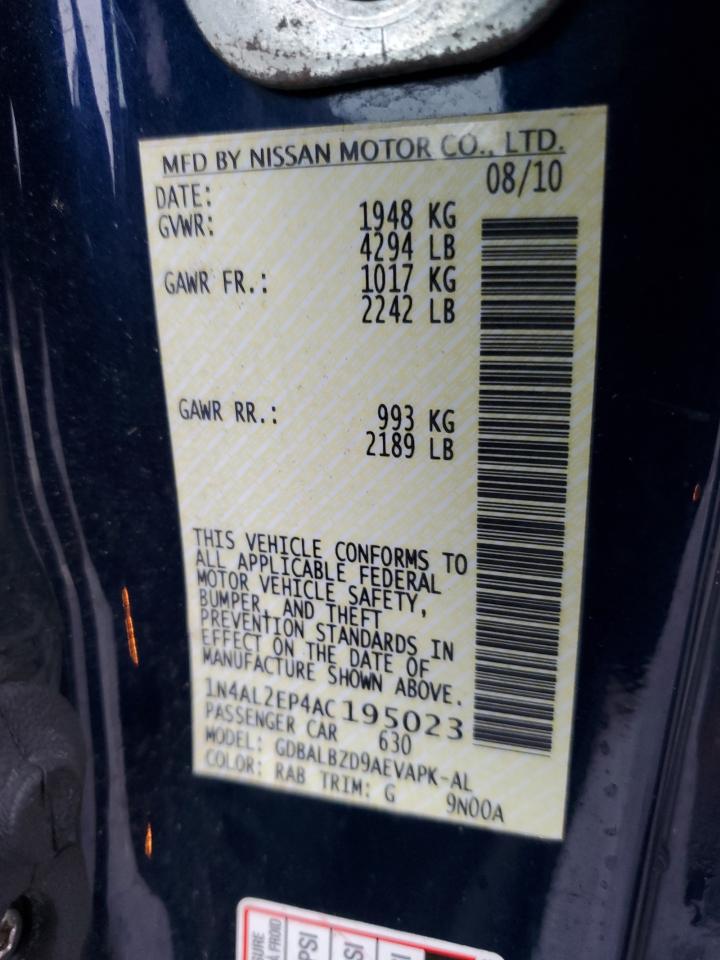 MFD BY NISSAN MOTOR CO., LTD.
DATE: 08/10
GVWR: 1948 KG
4294 LB
GAWR FR.: 1017 KG
2242 LB
GAWR RR.: 993 KG
2189 LB
THIS VEHICLE CONFORMS TO
ALL APPLICABLE FEDERAL
MOTOR VEHICLE SAFETY,
BUMPER, AND THEFT
PREVENTION STANDARDS IN
EFFECT ON THE DATE OF
MANUFACTURE SHOWN ABOVE.
1N4AL2EP4AC195023
PASSENGER CAR 630
MODEL: GDBALBZD9AEVAPK-AL
COLOR: RAB TRIM: G 9N00A
À FROID
PSI